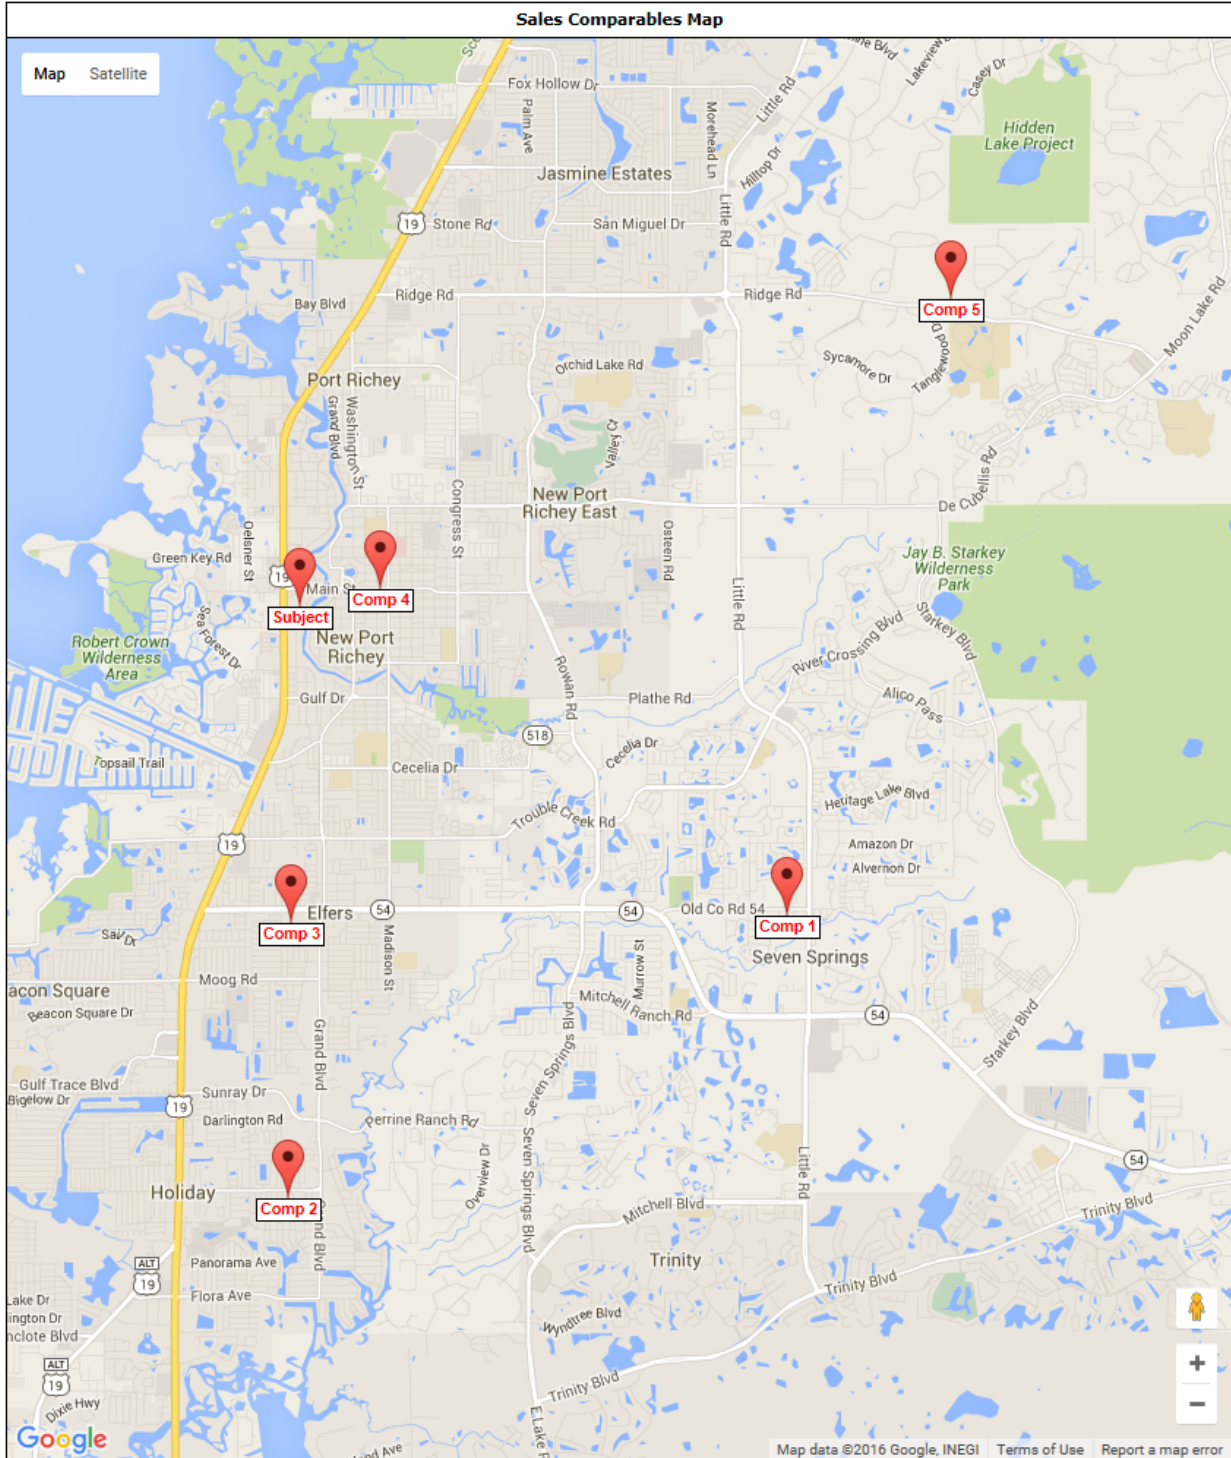 Sales Comparables Map
Map Satellite
Fox Hollow Dr
Palm Ave
Morehead Ln
Little Rd
Lakeview
Casey Dr
Hidden
Lake Project
Jasmine Estates
Hilltop Dr
19
Stone Rd
San Miguel Dr
Little Rd
Bay Blvd
Ridge Rd
Ridge Rd
Comp 5
Moon Lake Rd
Port Richey
Orchid Lake Rd
Sycamore Dr
Tanglewood D
Grand Blvd
Washington St
Valley Ct
Congress St
New Port
Richey East
De Cubellis Rd
Oelsner St
Green Key Rd
Osteen Rd
Jay B. Starkey
Wilderness
Park
19
Main St
Comp 4
Subject
Little Rd
Sea Forest Dr
New Port
Richey
River Crossing Blvd
Starkey Blvd
Robert Crown
Wilderness
Area
Rowan Rd
Gulf Dr
Plathe Rd
Alico Pass
518
Cecelia Dr
Topsail Trail
Cecelia Dr
Heritage Lake Blvd
Trouble Creek Rd
19
Amazon Dr
Alvernon Dr
Elfers
54
54
Old Co Rd 54
Comp 3
Comp 1
Madison St
Murrow St
Seven Springs
Moog Rd
acon Square
Beacon Square Dr
Mitchell Ranch Rd
54
Grand Blvd
Seven Springs Blvd
Starkey Blvd
Gulf Trace Blvd
Bigelow Dr
Sunray Dr
19
Darlington Rd
Perrine Ranch Rd
Overview Dr
Seven Springs Blvd
Little Rd
54
Holiday
Comp 2
Mitchell Blvd
Trinity Blvd
Panorama Ave
Trinity
ALT
19
Flora Ave
Trinity Blvd
Lake Dr
ington Dr
nclote Blvd
Wyndtree Blvd
ALT
19
Dixie Hwy
Trinity Blvd
E Lake
+
−
Google
Map data ©2016 Google, INEGI Terms of Use Report a map error